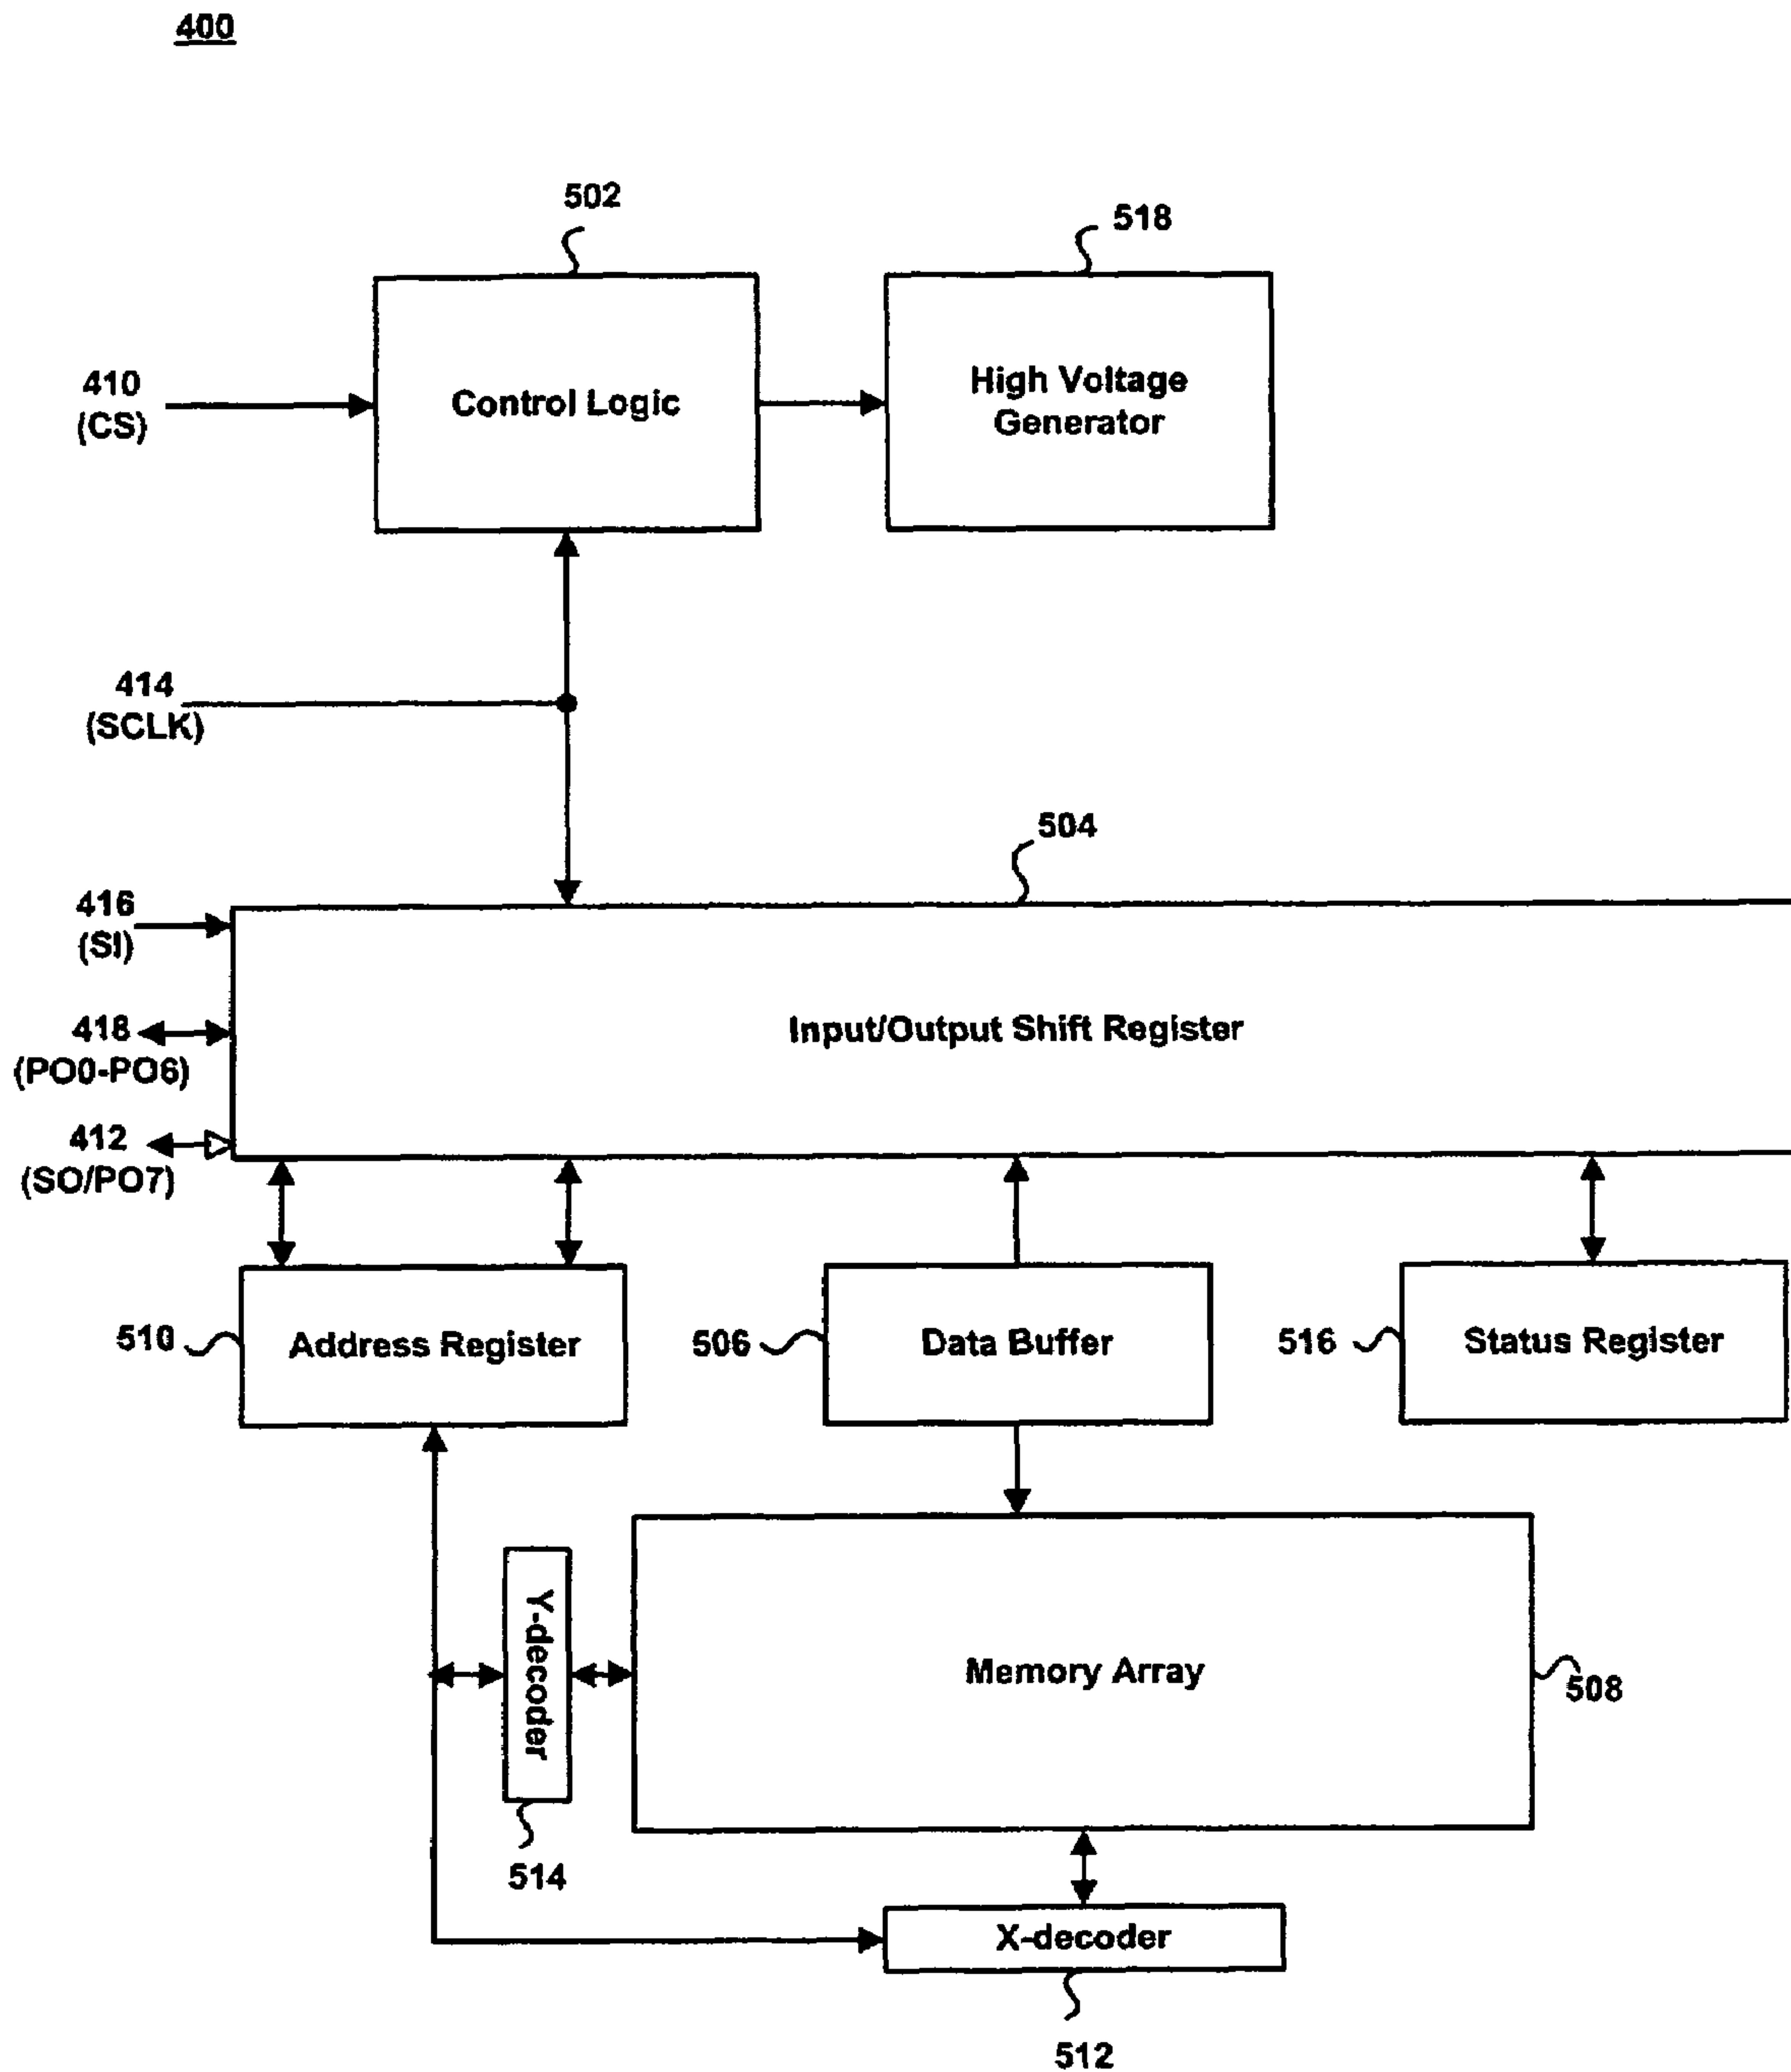 400
502
518
410
(CS)
Control Logic
High Voltage
Generator
414
(SCLK)
504
416
(SI)
418
(PO0-PO6)
Input/Output Shift Register
412
(SO/PO7)
510
Address Register
506
Data Buffer
516
Status Register
Y-decoder
Memory Array
508
514
X-decoder
512